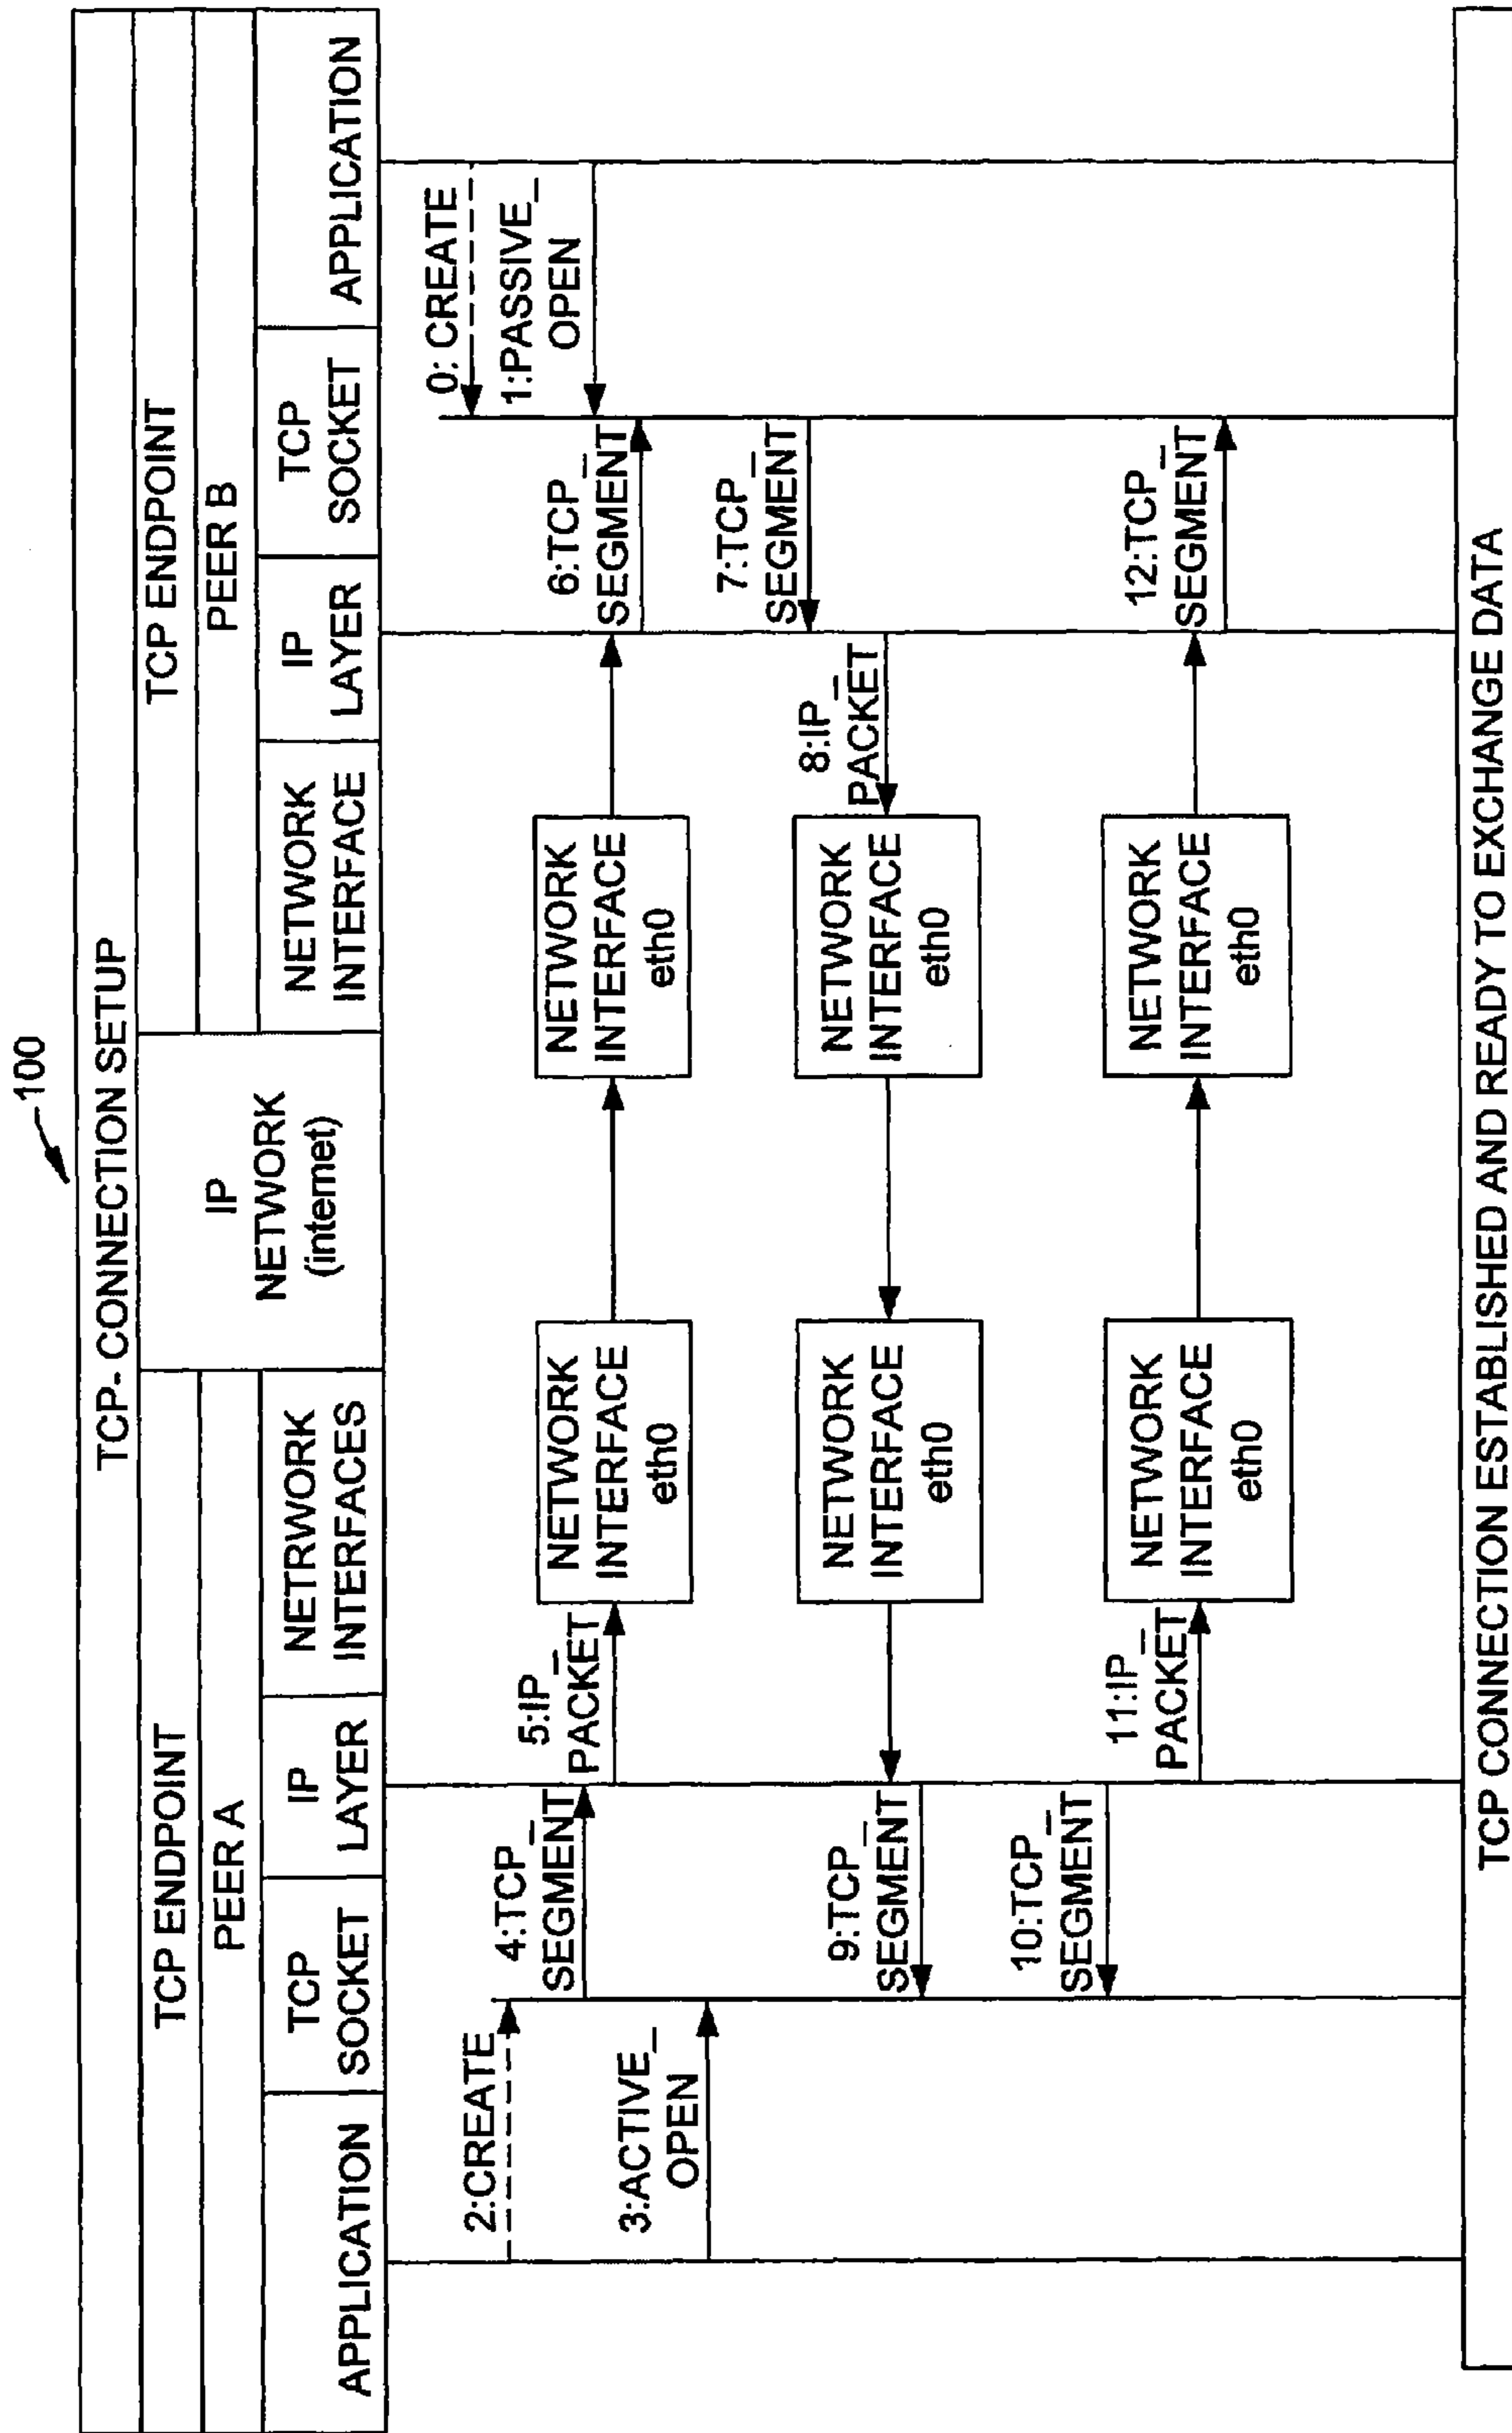 100
TCP- CONNECTION SETUP
TCP ENDPOINT
IP
NETWORK
(internet)
TCP ENDPOINT
PEER A
PEER B
APPLICATION
TCP
SOCKET
IP
LAYER
NETRWORK
INTERFACES
NETWORK
INTERFACE
IP
LAYER
TCP
SOCKET
APPLICATION
0: CREATE
1:PASSIVE_
OPEN
2:CREATE
3:ACTIVE_
OPEN
4:TCP_
SEGMENT
5:IP_
PACKET
NETWORK
INTERFACE
eth0
NETWORK
INTERFACE
eth0
6:TCP_
SEGMENT
7:TCP_
SEGMENT
8:IP_
PACKET
NETWORK
INTERFACE
eth0
NETWORK
INTERFACE
eth0
9:TCP_
SEGMENT
10:TCP_
SEGMENT
11:IP_
PACKET
NETWORK
INTERFACE
eth0
NETWORK
INTERFACE
eth0
12:TCP_
SEGMENT
TCP CONNECTION ESTABLISHED AND READY TO EXCHANGE DATA